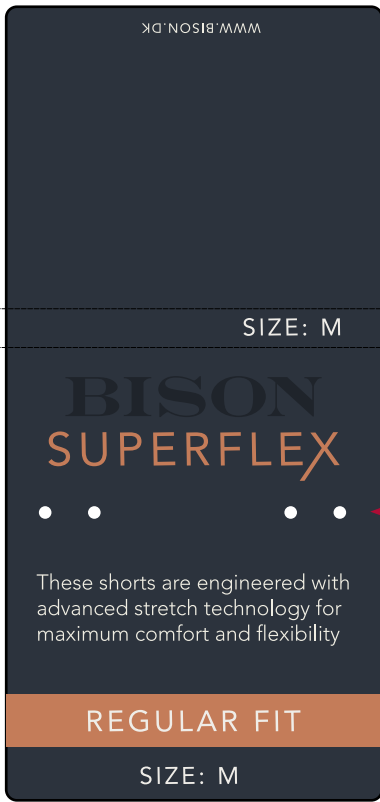 WWW.BISON.DK
SIZE: M
BISON
SUPERFLEX
These shorts are engineered with
advanced stretch technology for
maximum comfort and flexibility
REGULAR FIT
SIZE: M